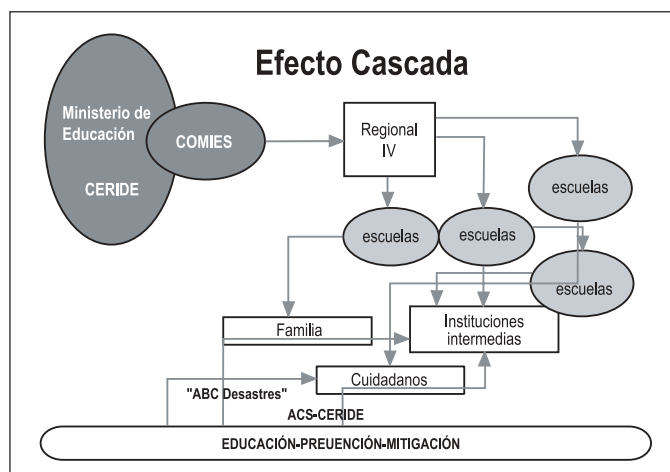 Efecto Cascada
Ministerio de
Educación
CERIDE
COMIES
Regional
IV
escuelas
escuelas
escuelas
escuelas
Familia
Instituciones
intermedias
Cuidadanos
"ABC Desastres"
ACS-CERIDE
EDUCACIÓN-PREUENCIÓN-MITIGACIÓN